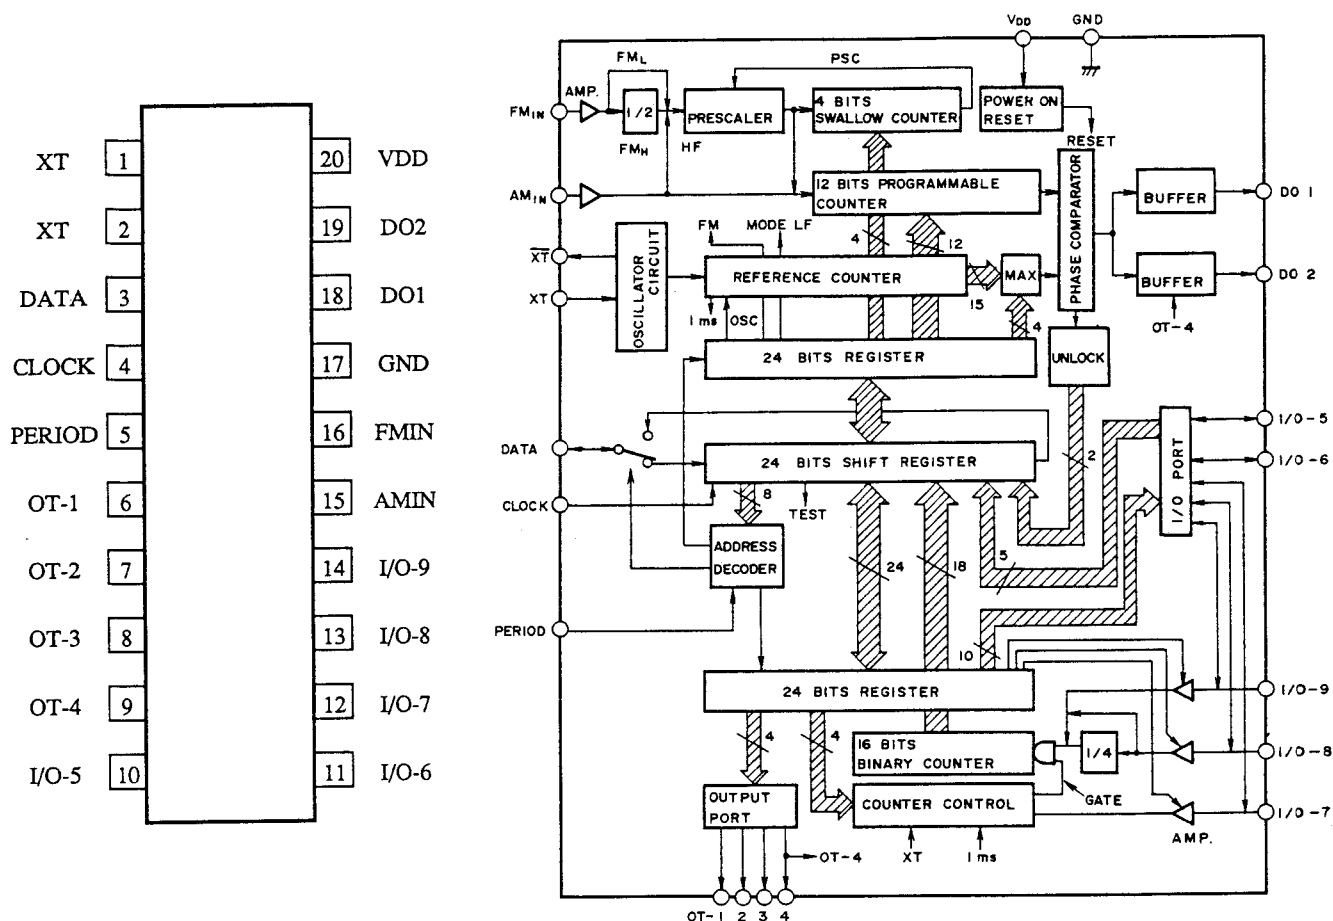 XT 1
XT 2
DATA 3
CLOCK 4
PERIOD 5
OT-1 6
OT-2 7
OT-3 8
OT-4 9
I/O-5 10
20 VDD
19 DO2
18 DO1
17 GND
16 FMIN
15 AMIN
14 I/O-9
13 I/O-8
12 I/O-7
11 I/O-6
VDD
GND
FML
PSC
AMP.
FMIN
1/2
PRESCALER
4 BITS
SWALLOW COUNTER
POWER ON
RESET
FMH
HF
RESET
AMIN
12 BITS PROGRAMMABLE
COUNTER
PHASE COMPARATOR
BUFFER
DO 1
FM
MODE LF
4
12
XT
OSCILLATOR
CIRCUIT
REFERENCE COUNTER
MAX
BUFFER
DO 2
XT
15
1 ms
OSC
4
OT-4
24 BITS REGISTER
UNLOCK
I/O-5
DATA
24 BITS SHIFT REGISTER
2
I/O PORT
I/O-6
CLOCK
8
TEST
ADDRESS
DECODER
24
18
5
PERIOD
10
24 BITS REGISTER
I/O-9
4
4
16 BITS
BINARY COUNTER
1/4
I/O-8
OUTPUT
PORT
COUNTER CONTROL
GATE
I/O-7
AMP.
OT-4
XT
1 ms
OT-1 2 3 4